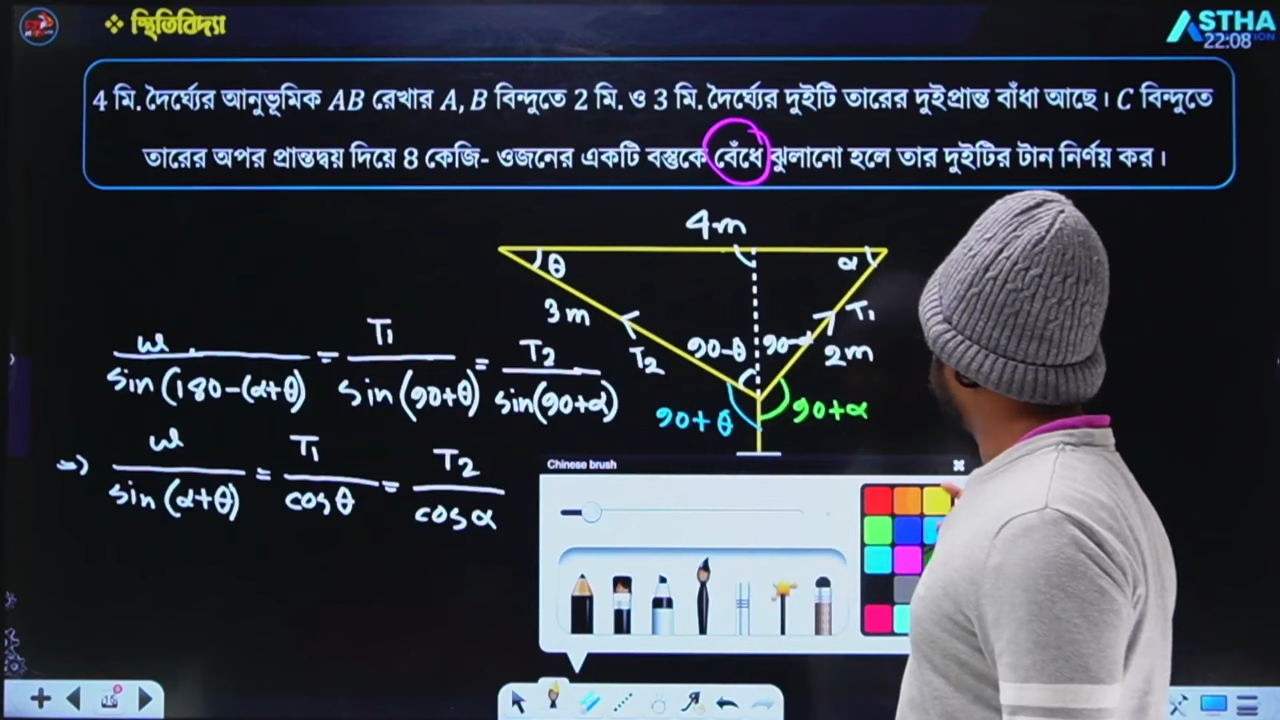 ❖ স্থিতিবিদ্যা
ASTHA
22:08
4 মি. দৈর্ঘ্যের আনুভূমিক AB রেখার A, B বিন্দুতে 2 মি. ও 3 মি. দৈর্ঘ্যের দুইটি তারের দুইপ্রান্ত বাঁধা আছে। C বিন্দুতে
তারের অপর প্রান্তদ্বয় দিয়ে 8 কেজি- ওজনের একটি বস্তুকে বেঁধে ঝুলানো হলে তার দুইটির টান নির্ণয় কর।
4m
θ α
3m T₁
T₂ 90-θ 90-α 2m
90+θ 90+α
w/sin(180-(α+θ)) = T₁/sin(90+θ) = T₂/sin(90+α)
=> w/sin(α+θ) = T₁/cosθ = T₂/cosα
Chinese brush